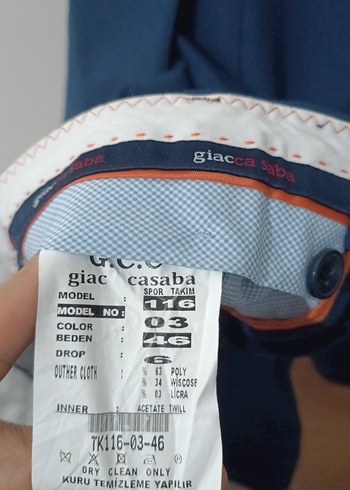 giacca saba
saba
G.C.C
giac casaba
SPOR TAKIM
MODEL : 116
MODEL NO: 03
COLOR :
BEDEN : 46
DROP : 6
OUTHER CLOTH : % 63 POLY
% 34 WISCOSE
% 03 LICRA
INNER : ACETATE TWILL
TK116-03-46
DRY CLEAN ONLY
KURU TEMIZLEME YAPILIR